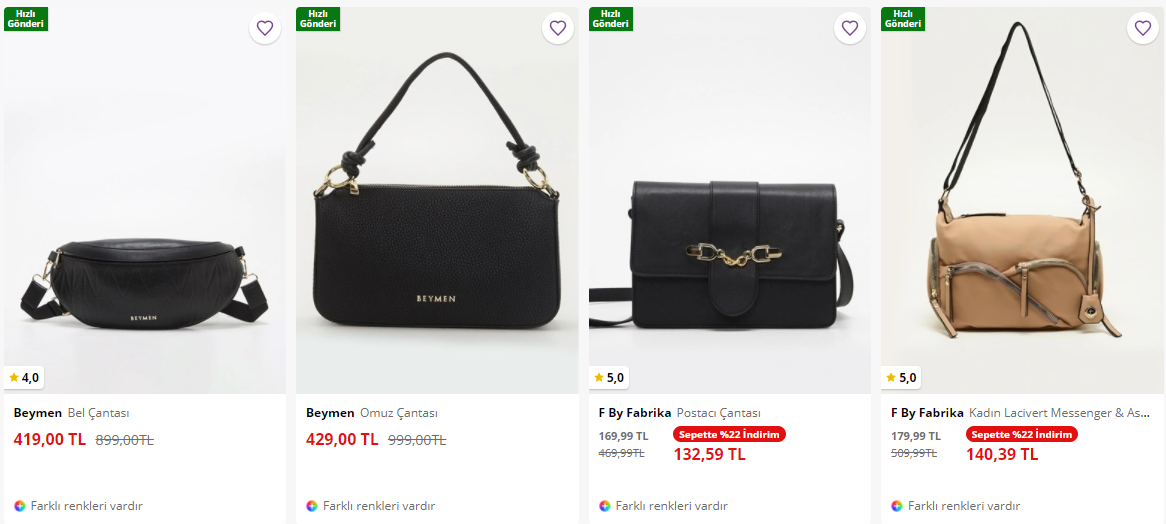 Hızlı
Gönderi
BEYMEN
4,0
Beymen Bel Çantası
419,00 TL 899,00TL
Farklı renkleri vardır
Hızlı
Gönderi
BEYMEN
Beymen Omuz Çantası
429,00 TL 999,00TL
Farklı renkleri vardır
Hızlı
Gönderi
5,0
F By Fabrika Postacı Çantası
169,99 TL Sepette %22 İndirim
469,99TL 132,59 TL
Farklı renkleri vardır
Hızlı
Gönderi
5,0
F By Fabrika Kadın Lacivert Messenger & As...
179,99 TL Sepette %22 İndirim
509,99TL 140,39 TL
Farklı renkleri vardır